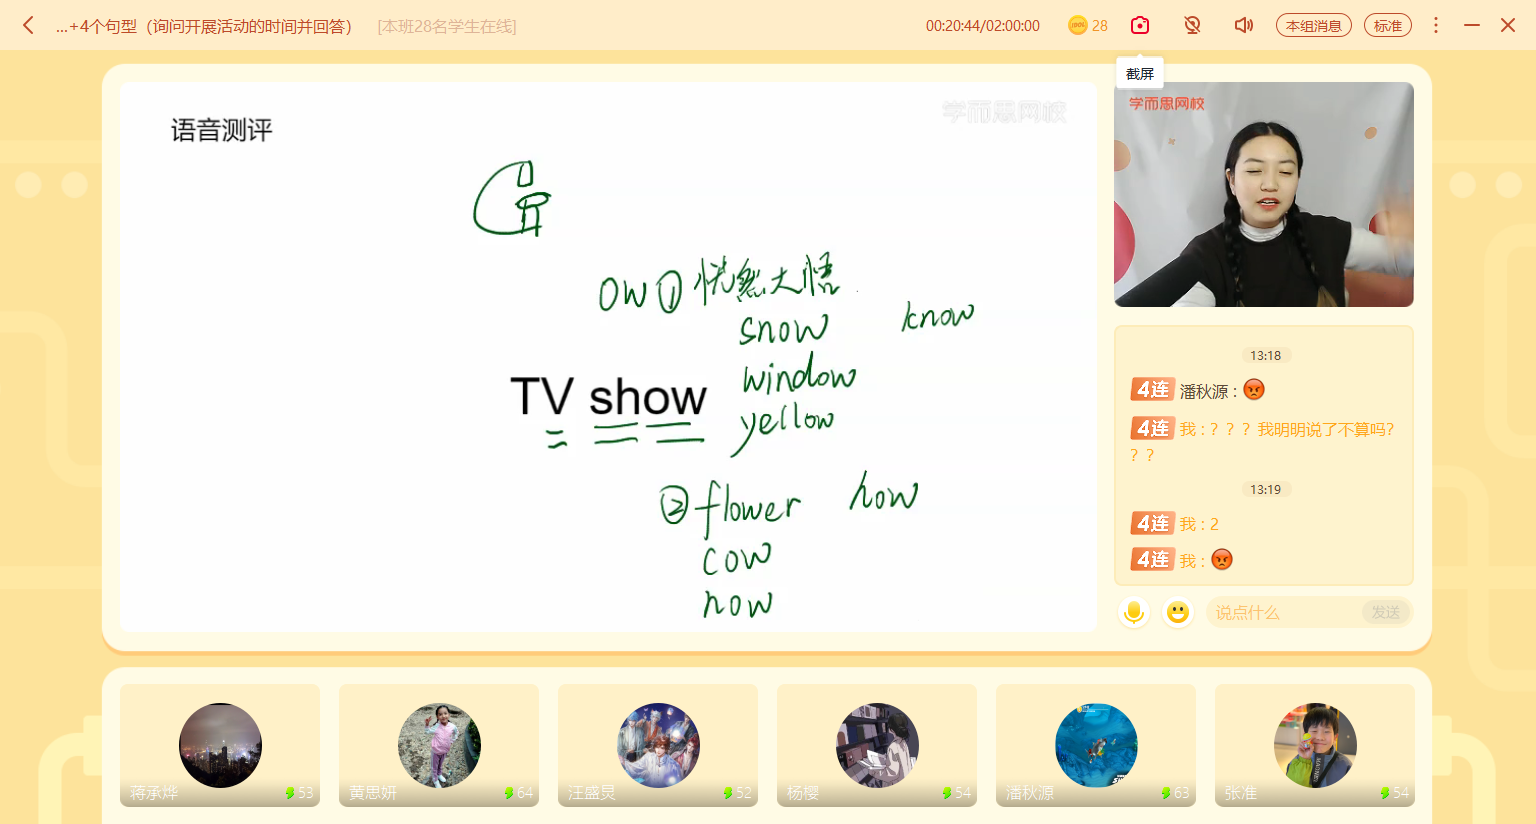 ...+4个句型（询问开展活动的时间并回答）
[本班28名学生在线]
00:20:44/02:00:00
100%
28
本组消息
标准
截屏
语音测评
学而思网校
学而思网校
ow ① 恍然大悟
snow
know
window
TV show
yellow
② flower
how
cow
now
13:18
4连 潘秋源：
4连 我：？？？我明明说了不算吗？
？？
13:19
4连 我：2
4连 我：
说点什么
发送
蒋承烨
53
黄思妍
64
汪盛炅
52
杨樱
54
潘秋源
63
张准
54